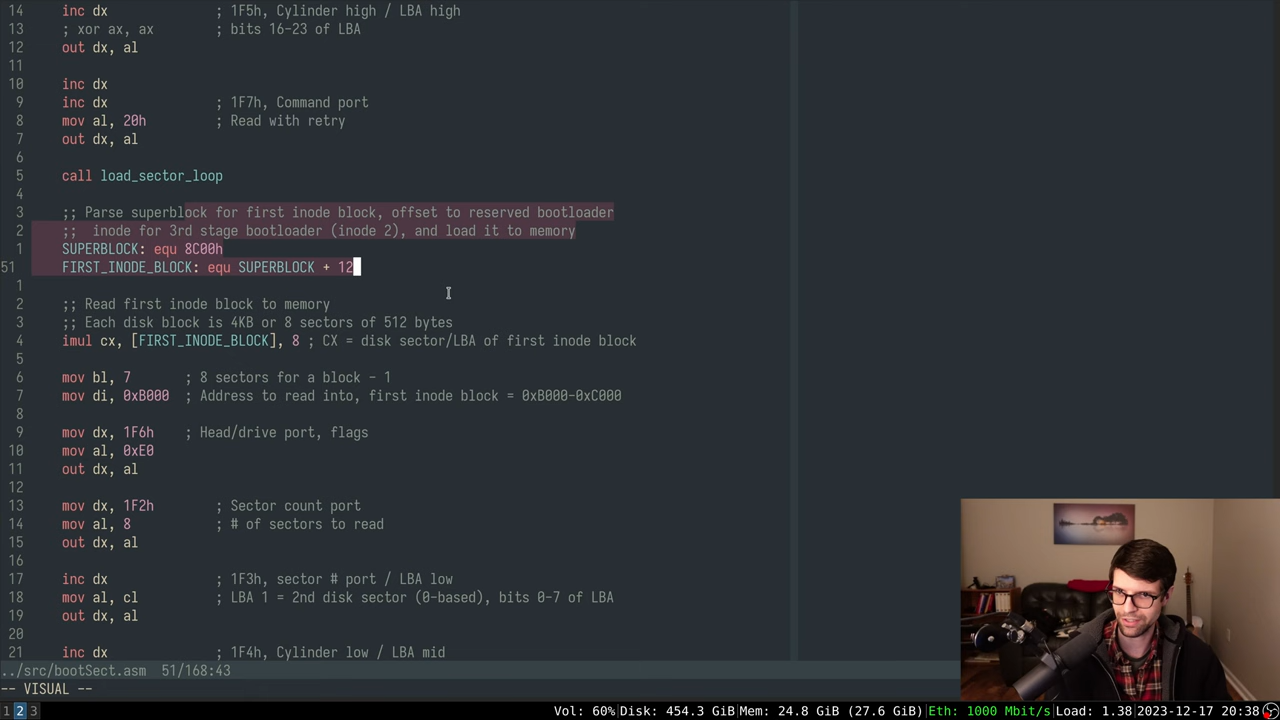 14 inc dx ; 1F5h, Cylinder high / LBA high
13 ; xor ax, ax ; bits 16-23 of LBA
12 out dx, al
11
10 inc dx
9 inc dx ; 1F7h, Command port
8 mov al, 20h ; Read with retry
7 out dx, al
6
5 call load_sector_loop
4
3 ;; Parse superblock for first inode block, offset to reserved bootloader
2 ;;  inode for 3rd stage bootloader (inode 2), and load it to memory
1 SUPERBLOCK: equ 8C00h
51 FIRST_INODE_BLOCK: equ SUPERBLOCK + 12
1
2 ;; Read first inode block to memory
3 ;; Each disk block is 4KB or 8 sectors of 512 bytes
4 imul cx, [FIRST_INODE_BLOCK], 8 ; CX = disk sector/LBA of first inode block
5
6 mov bl, 7 ; 8 sectors for a block - 1
7 mov di, 0xB000 ; Address to read into, first inode block = 0xB000-0xC000
8
9 mov dx, 1F6h ; Head/drive port, flags
10 mov al, 0xE0
11 out dx, al
12
13 mov dx, 1F2h ; Sector count port
14 mov al, 8 ; # of sectors to read
15 out dx, al
16
17 inc dx ; 1F3h, sector # port / LBA low
18 mov al, cl ; LBA 1 = 2nd disk sector (0-based), bits 0-7 of LBA
19 out dx, al
20
21 inc dx ; 1F4h, Cylinder low / LBA mid
../src/bootSect.asm 51/168:43
-- VISUAL --
1 2 3 Vol: 60% Disk: 454.3 GiB Mem: 24.8 GiB (27.6 GiB) Eth: 1000 Mbit/s Load: 1.38 2023-12-17 20:38